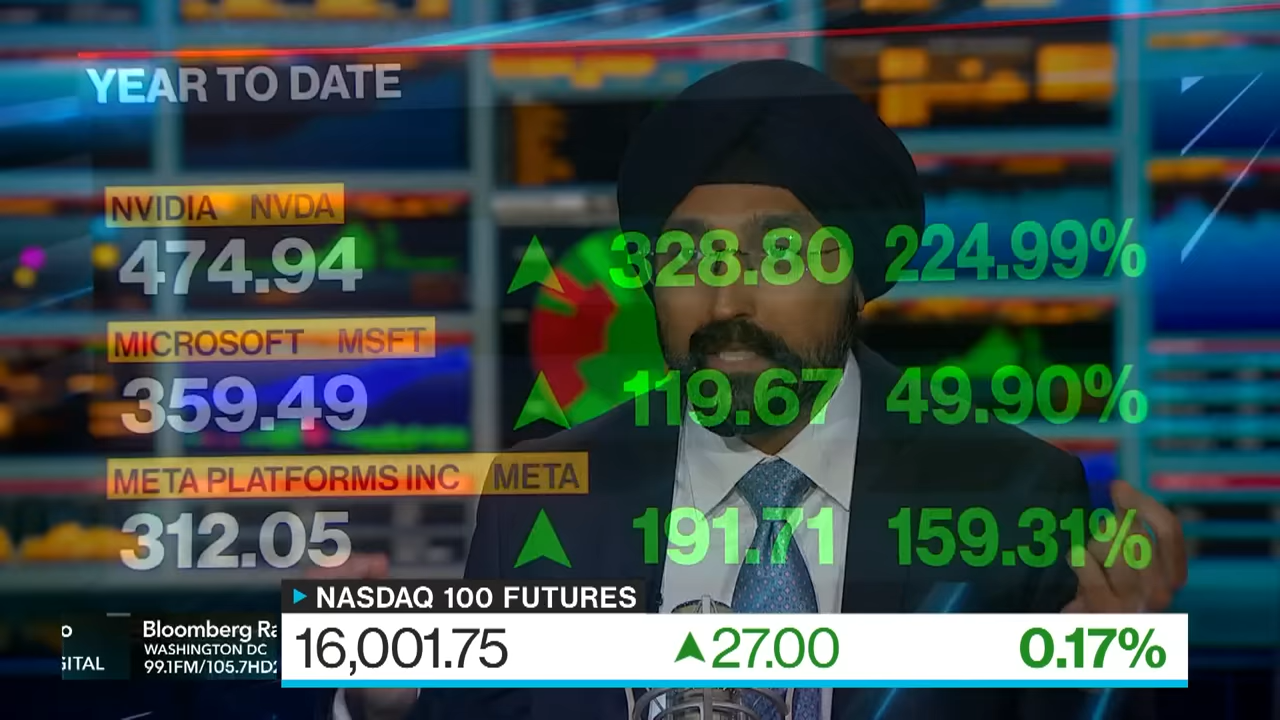 YEAR TO DATE
NVIDIA NVDA
474.94 328.80 224.99%
MICROSOFT MSFT
359.49 119.67 49.90%
META PLATFORMS INC META
312.05 191.71 159.31%
NASDAQ 100 FUTURES
16,001.75 27.00 0.17%
Bloomberg
WASHINGTON DC
99.1FM/105.7HD2